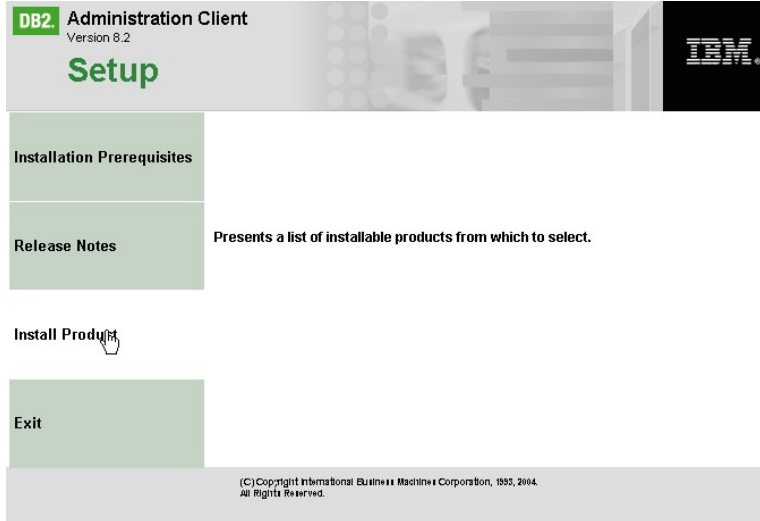 DB2. Administration Client
Version 8.2
Setup
IBM®
Installation Prerequisites
Release Notes
Presents a list of installable products from which to select.
Install Product
Exit
(C) Copyright International Business Machines Corporation, 1993, 2004.
All Rights Reserved.